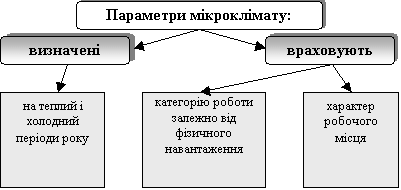 Параметри мікроклімату:
визначені
враховують
на теплий і
холодний
періоди року
категорію роботи
залежно від
фізичного
навантаження
характер
робочого
місця